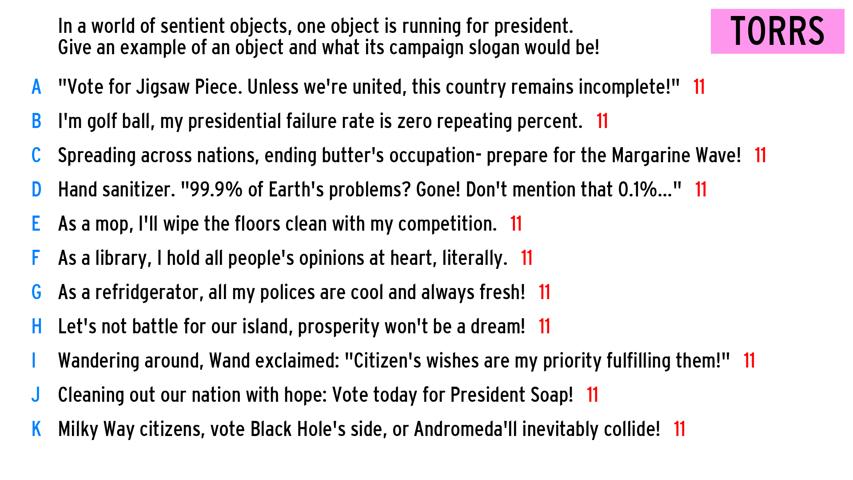 In a world of sentient objects, one object is running for president.
Give an example of an object and what its campaign slogan would be!
TORRS
A "Vote for Jigsaw Piece. Unless we're united, this country remains incomplete!" 11
B I'm golf ball, my presidential failure rate is zero repeating percent. 11
C Spreading across nations, ending butter's occupation- prepare for the Margarine Wave! 11
D Hand sanitizer. "99.9% of Earth's problems? Gone! Don't mention that 0.1%..." 11
E As a mop, I'll wipe the floors clean with my competition. 11
F As a library, I hold all people's opinions at heart, literally. 11
G As a refridgerator, all my polices are cool and always fresh! 11
H Let's not battle for our island, prosperity won't be a dream! 11
I Wandering around, Wand exclaimed: "Citizen's wishes are my priority fulfilling them!" 11
J Cleaning out our nation with hope: Vote today for President Soap! 11
K Milky Way citizens, vote Black Hole's side, or Andromeda'll inevitably collide! 11